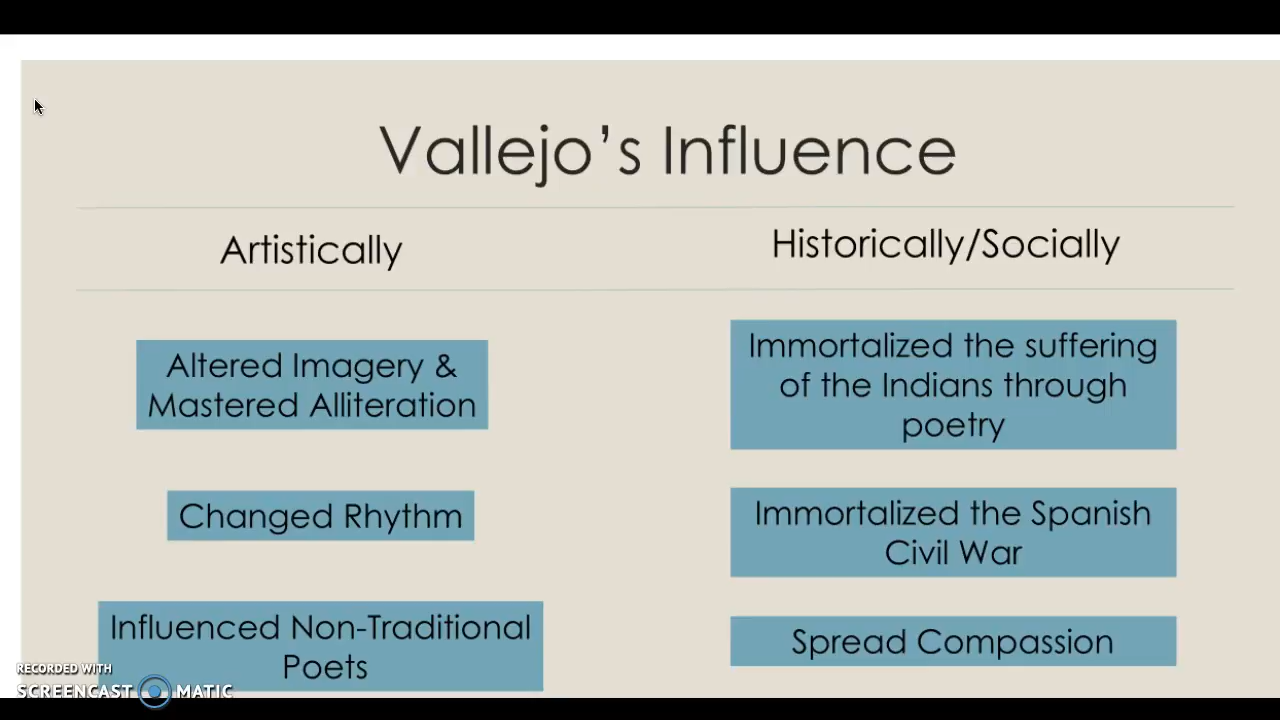 Vallejo’s Influence
Artistically
Altered Imagery &
Mastered Alliteration
Changed Rhythm
Influenced Non-Traditional
Poets
Historically/Socially
Immortalized the suffering
of the Indians through
poetry
Immortalized the Spanish
Civil War
Spread Compassion
RECORDED WITH
SCREENCAST MATIC